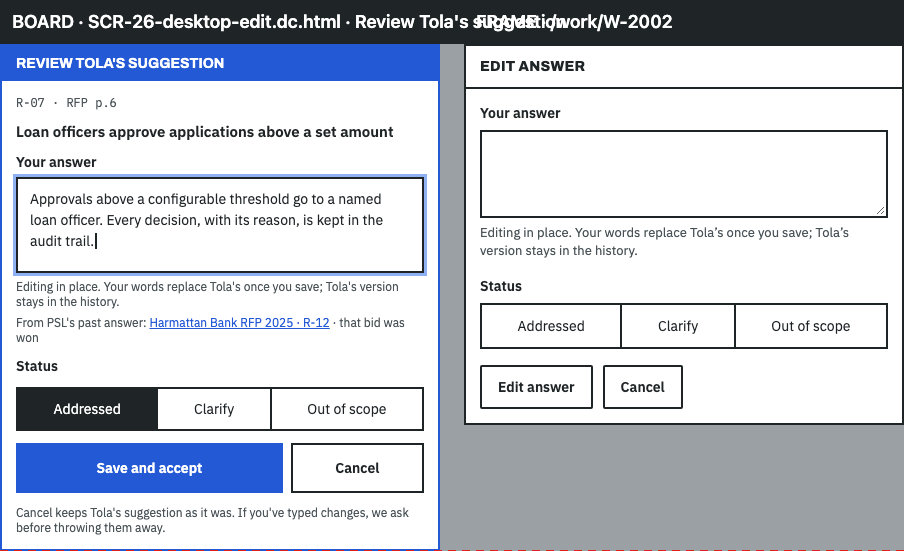 BOARD · SCR-26-desktop-edit.dc.html · Review Tola's suggestion
FRAME · /work/W-2002
REVIEW TOLA'S SUGGESTION
R-07 · RFP p.6
Loan officers approve applications above a set amount
Your answer
Approvals above a configurable threshold go to a named
loan officer. Every decision, with its reason, is kept in the
audit trail.
Editing in place. Your words replace Tola's once you save; Tola's version
stays in the history.
From PSL's past answer: Harmattan Bank RFP 2025 · R-12 · that bid was
won
Status
Addressed
Clarify
Out of scope
Save and accept
Cancel
Cancel keeps Tola's suggestion as it was. If you've typed changes, we ask
before throwing them away.
EDIT ANSWER
Your answer
Editing in place. Your words replace Tola’s once you save; Tola’s
version stays in the history.
Status
Addressed
Clarify
Out of scope
Edit answer
Cancel